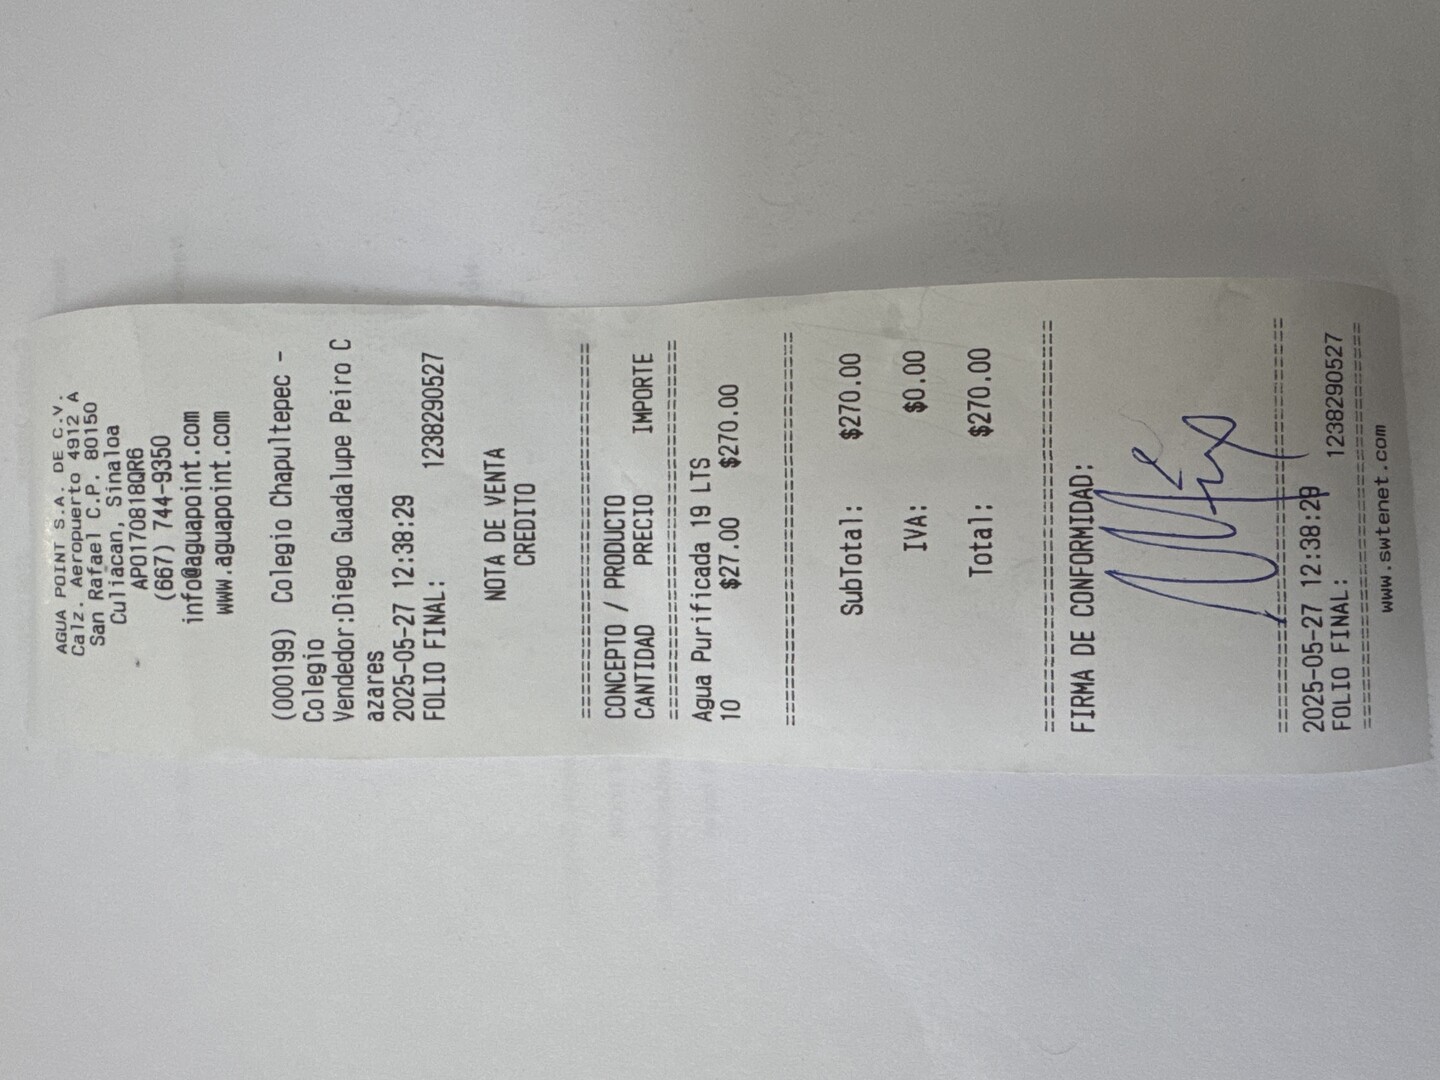 AGUA POINT S.A. DE C.V.
Calz. Aeropuerto 4912 A
San Rafael C.P. 80150
Culiacan, Sinaloa
APO170818QR6
(667) 744-9350
info@aguapoint.com
www.aguapoint.com
(000199) Colegio Chapultepec -
Colegio
Vendedor:Diego Guadalupe Peiro C
azares
2025-05-27 12:38:29
FOLIO FINAL: 1238290527
NOTA DE VENTA
CREDITO
================================
CONCEPTO / PRODUCTO
CANTIDAD PRECIO IMPORTE
================================
Agua Purificada 19 LTS
10 $27.00 $270.00
================================
SubTotal: $270.00
IVA: $0.00
Total: $270.00
================================
FIRMA DE CONFORMIDAD:
================================
2025-05-27 12:38:29
FOLIO FINAL: 1238290527
================================
www.swtenet.com